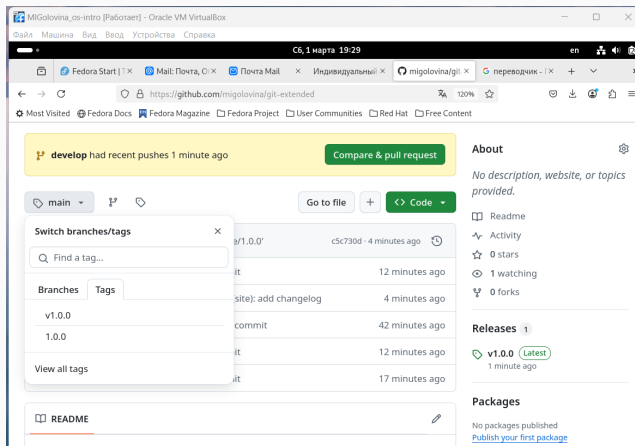 MIGolovina_os-intro [Работает] - Oracle VM VirtualBox
Файл Машина Вид Ввод Устройства Справка
Сб, 1 марта 19:29
en
Fedora Start | T
Mail: Почта, О
Почта Mail
Индивидуальный
migolovina/git-
переводчик -
https://github.com/migolovina/git-extended
120%
Most Visited Fedora Docs Fedora Magazine Fedora Project User Communities Red Hat Free Content
develop had recent pushes 1 minute ago
Compare & pull request
main
Go to file
Code
Switch branches/tags
Find a tag...
Branches Tags
v1.0.0
1.0.0
View all tags
e/1.0.0'
c5c730d · 4 minutes ago
it
12 minutes ago
site): add changelog
4 minutes ago
commit
42 minutes ago
it
12 minutes ago
it
17 minutes ago
README
About
No description, website, or topics
provided.
Readme
Activity
0 stars
1 watching
0 forks
Releases 1
v1.0.0 Latest
1 minute ago
Packages
No packages published
Publish your first package